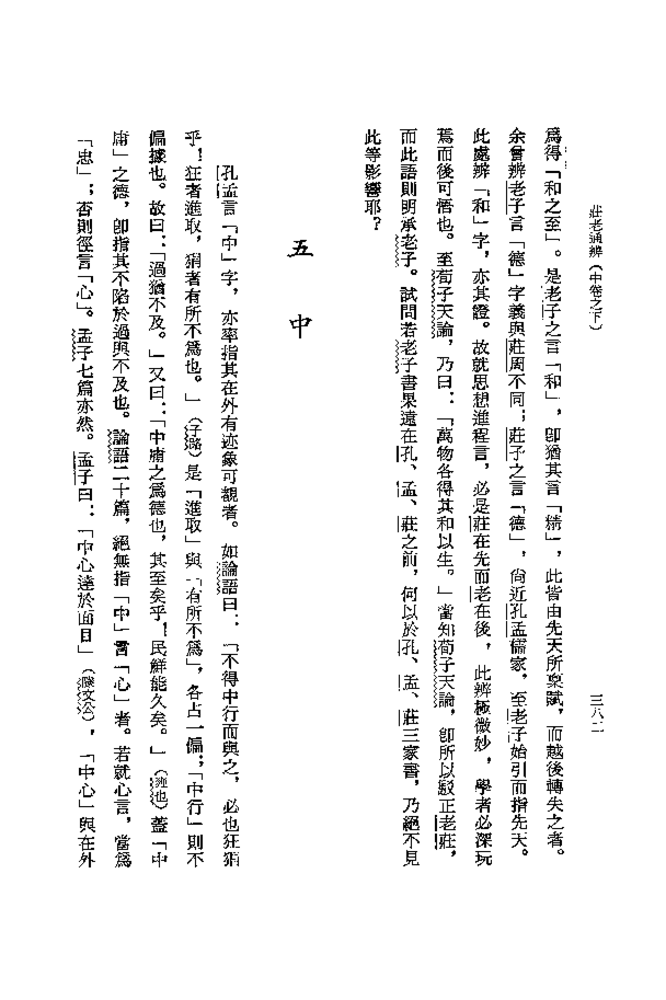 莊老通辨（中卷之下）
三八二
爲得「和之至」。是老子之言「和」，卽猶其言「精」，此皆由先天所稟賦，而越後轉失之者。
余曾辨老子言「德」字義與莊周不同；莊子之言「德」，尙近孔孟儒家，至老子始引而指先天。
此處辨「和」字，亦其證。故就思想進程言，必是莊在先而老在後，此辨極微妙，學者必深玩
焉而後可悟也。至荀子天論，乃曰：「萬物各得其和以生。」當知荀子天論，卽所以駁正老莊，
而此語則明承老子。試問若老子書果遠在孔、孟、莊之前，何以於孔、孟、莊三家書，乃絕不見
此等影響耶？
五 中
孔孟言「中」字，亦率指其在外有迹象可觀者。如論語曰：「不得中行而與之，必也狂狷
乎！狂者進取，狷者有所不爲也。」（子路）是「進取」與「有所不爲」，各占一偏；「中行」則不
偏據也。故曰：「過猶不及。」又曰：「中庸之爲德也，其至矣乎！民鮮能久矣。」（雍也）蓋「中
庸」之德，卽指其不陷於過與不及也。論語二十篇，絕無指「中」言「心」者。若就心言，當爲
「忠」；否則徑言「心」。孟子七篇亦然。孟子曰：「中心達於面目」（滕文公），「中心」與在外